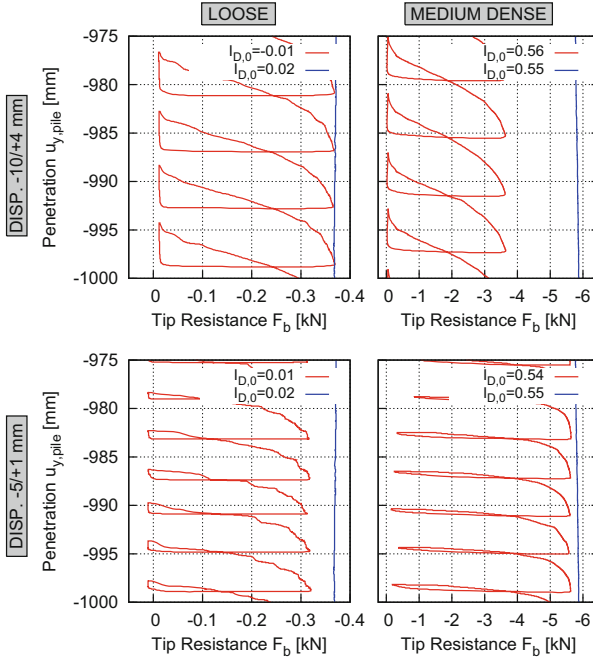 LOOSE
MEDIUM DENSE
DISP. -10/+4 mm
Penetration u_y,pile [mm]
-975
-980
-985
-990
-995
-1000
I_D,0=-0.01
I_D,0=0.02
0
-0.1
-0.2
-0.3
-0.4
Tip Resistance F_b [kN]
I_D,0=0.56
I_D,0=0.55
0
-1
-2
-3
-4
-5
-6
Tip Resistance F_b [kN]
DISP. -5/+1 mm
Penetration u_y,pile [mm]
-975
-980
-985
-990
-995
-1000
I_D,0=0.01
I_D,0=0.02
0
-0.1
-0.2
-0.3
-0.4
Tip Resistance F_b [kN]
I_D,0=0.54
I_D,0=0.55
0
-1
-2
-3
-4
-5
-6
Tip Resistance F_b [kN]